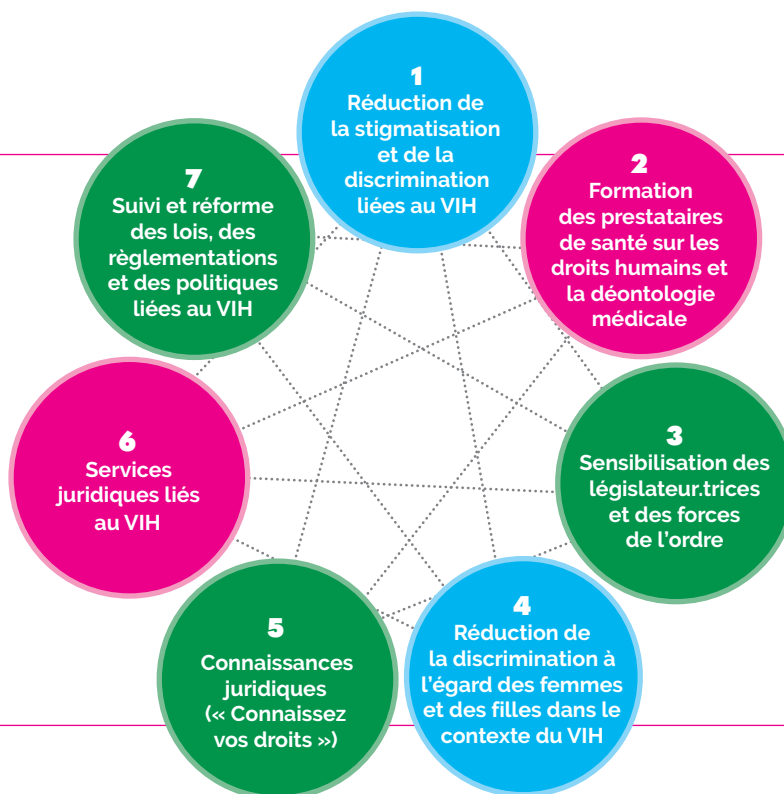 1
Réduction de
la stigmatisation
et de la
discrimination
liées au VIH
2
Formation
des prestataires
de santé sur les
droits humains et
la déontologie
médicale
3
Sensibilisation des
législateur.trices
et des forces
de l’ordre
4
Réduction de
la discrimination à
l’égard des femmes
et des filles dans le
contexte du VIH
5
Connaissances
juridiques
(« Connaissez
vos droits »)
6
Services
juridiques liés
au VIH
7
Suivi et réforme
des lois, des
règlementations
et des politiques
liées au VIH